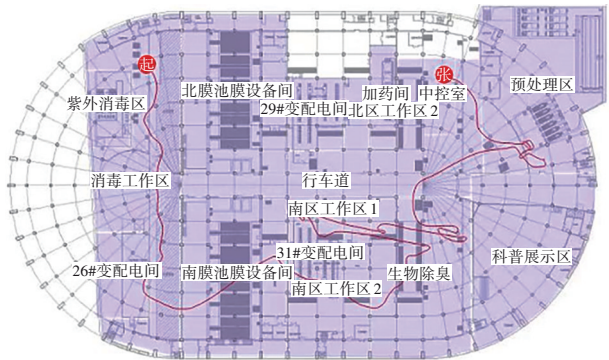 起
张
预处理区
北膜池膜设备间
加药间
中控室
紫外消毒区
29#变配电间
北区工作区2
消毒工作区
行车道
南区工作区1
31#变配电间
科普展示区
26#变配电间
南膜池膜设备间
生物除臭
南区工作区2